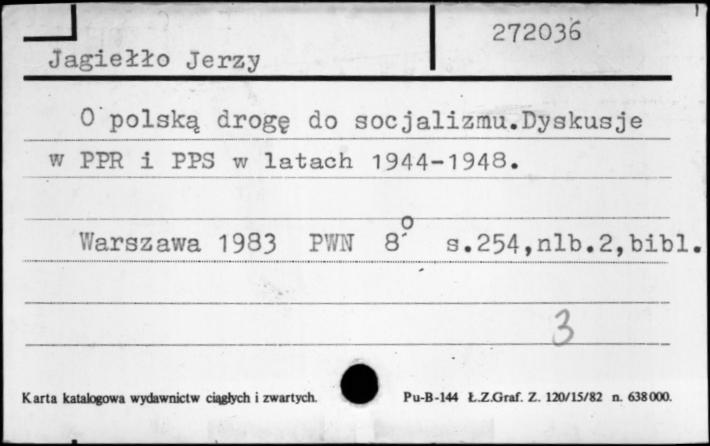 272036
Jagiełło Jerzy
O polską drogę do socjalizmu.Dyskusje
w PPR i PPS w latach 1944-1948.
Warszawa 1983 PWN 8° s.254,nlb.2,bibl.
3
Karta katalogowa wydawnictw ciągłych i zwartych.
Pu-B-144 Ł.Z.Graf. Z. 120/15/82 n. 638000.